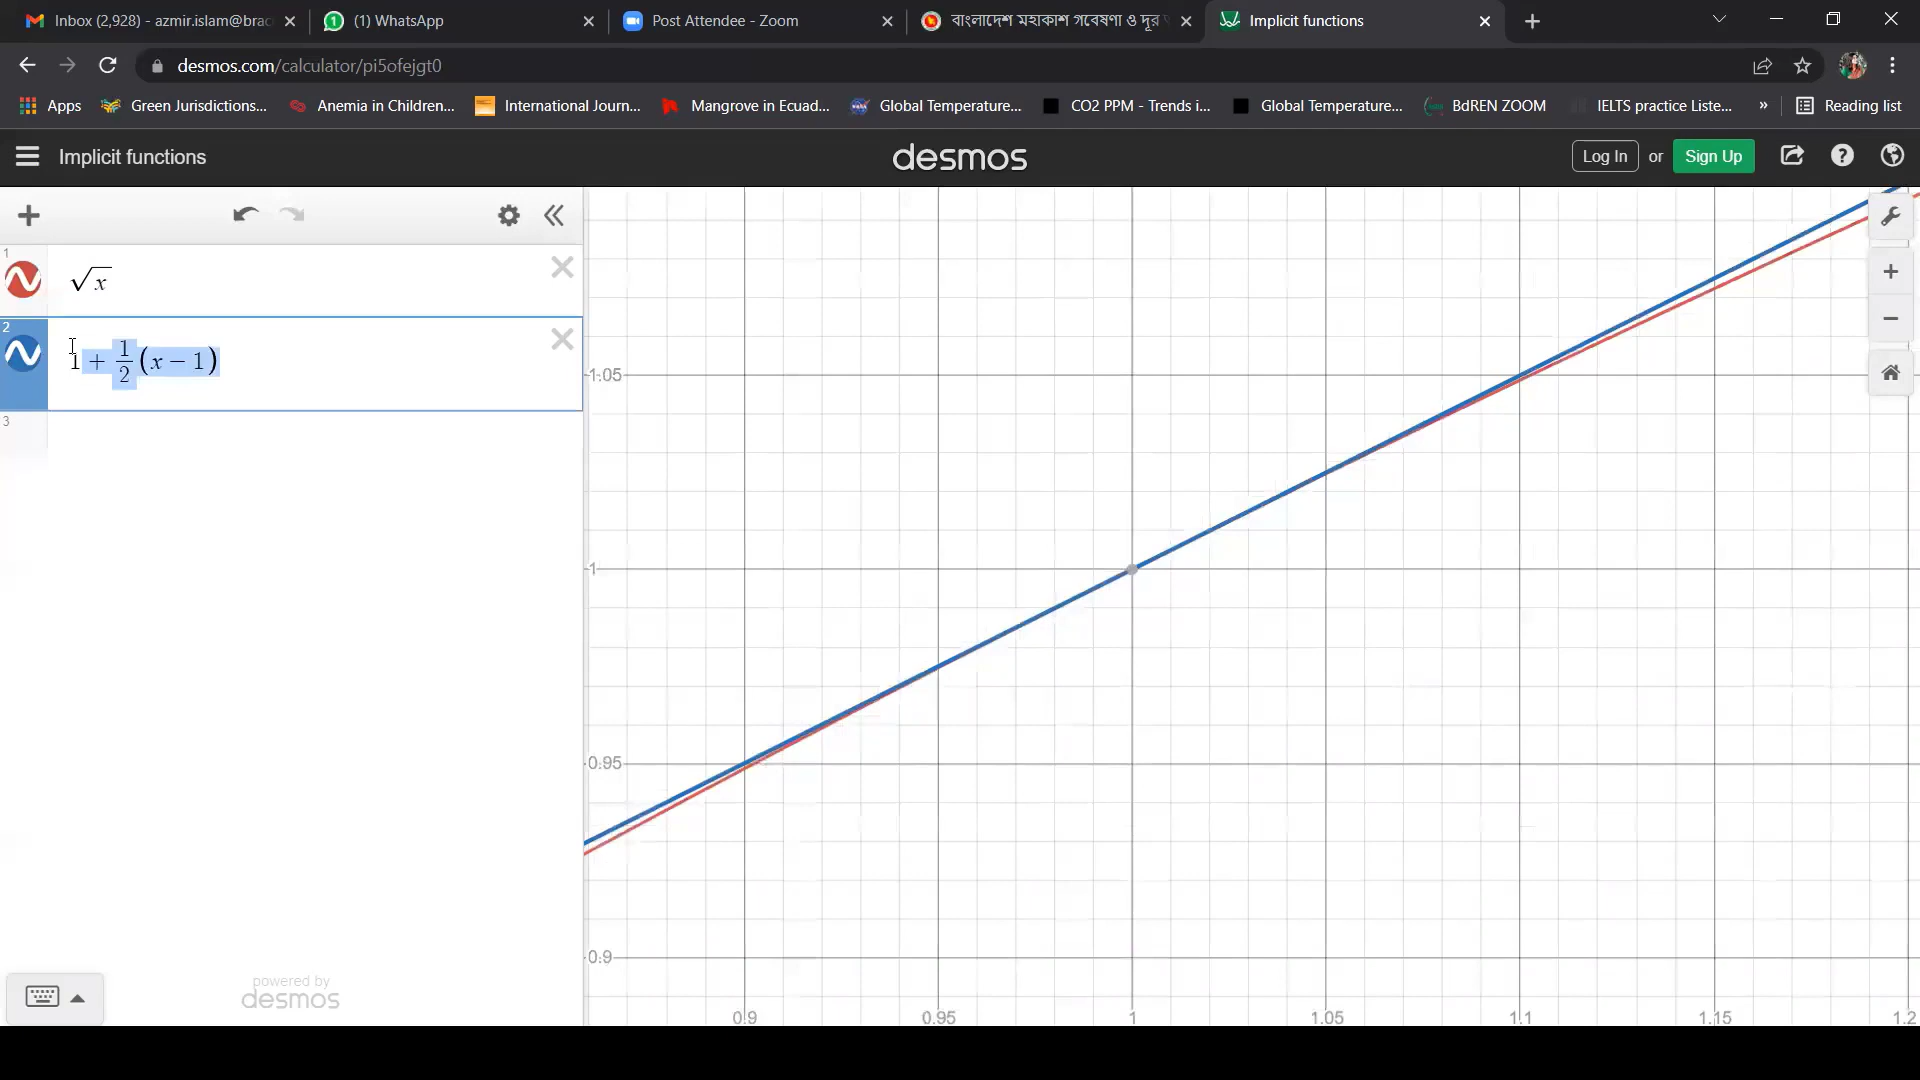 Inbox (2,928) - azmir.islam@brac
(1) WhatsApp
Post Attendee - Zoom
বাংলাদেশ মহাকাশ গবেষণা ও দূর
Implicit functions
desmos.com/calculator/pi5ofejgt0
Apps
Green Jurisdictions...
Anemia in Children...
International Journ...
Mangrove in Ecuad...
Global Temperature...
CO2 PPM - Trends i...
Global Temperature...
BdREN ZOOM
IELTS practice Liste...
»
Reading list
Implicit functions
desmos
Log In or Sign Up
1
√x
2
1 + 1/2 (x − 1)
3
powered by
desmos
1.05
1
0.95
0.9
0.9 0.95 1 1.05 1.1 1.15 1.2